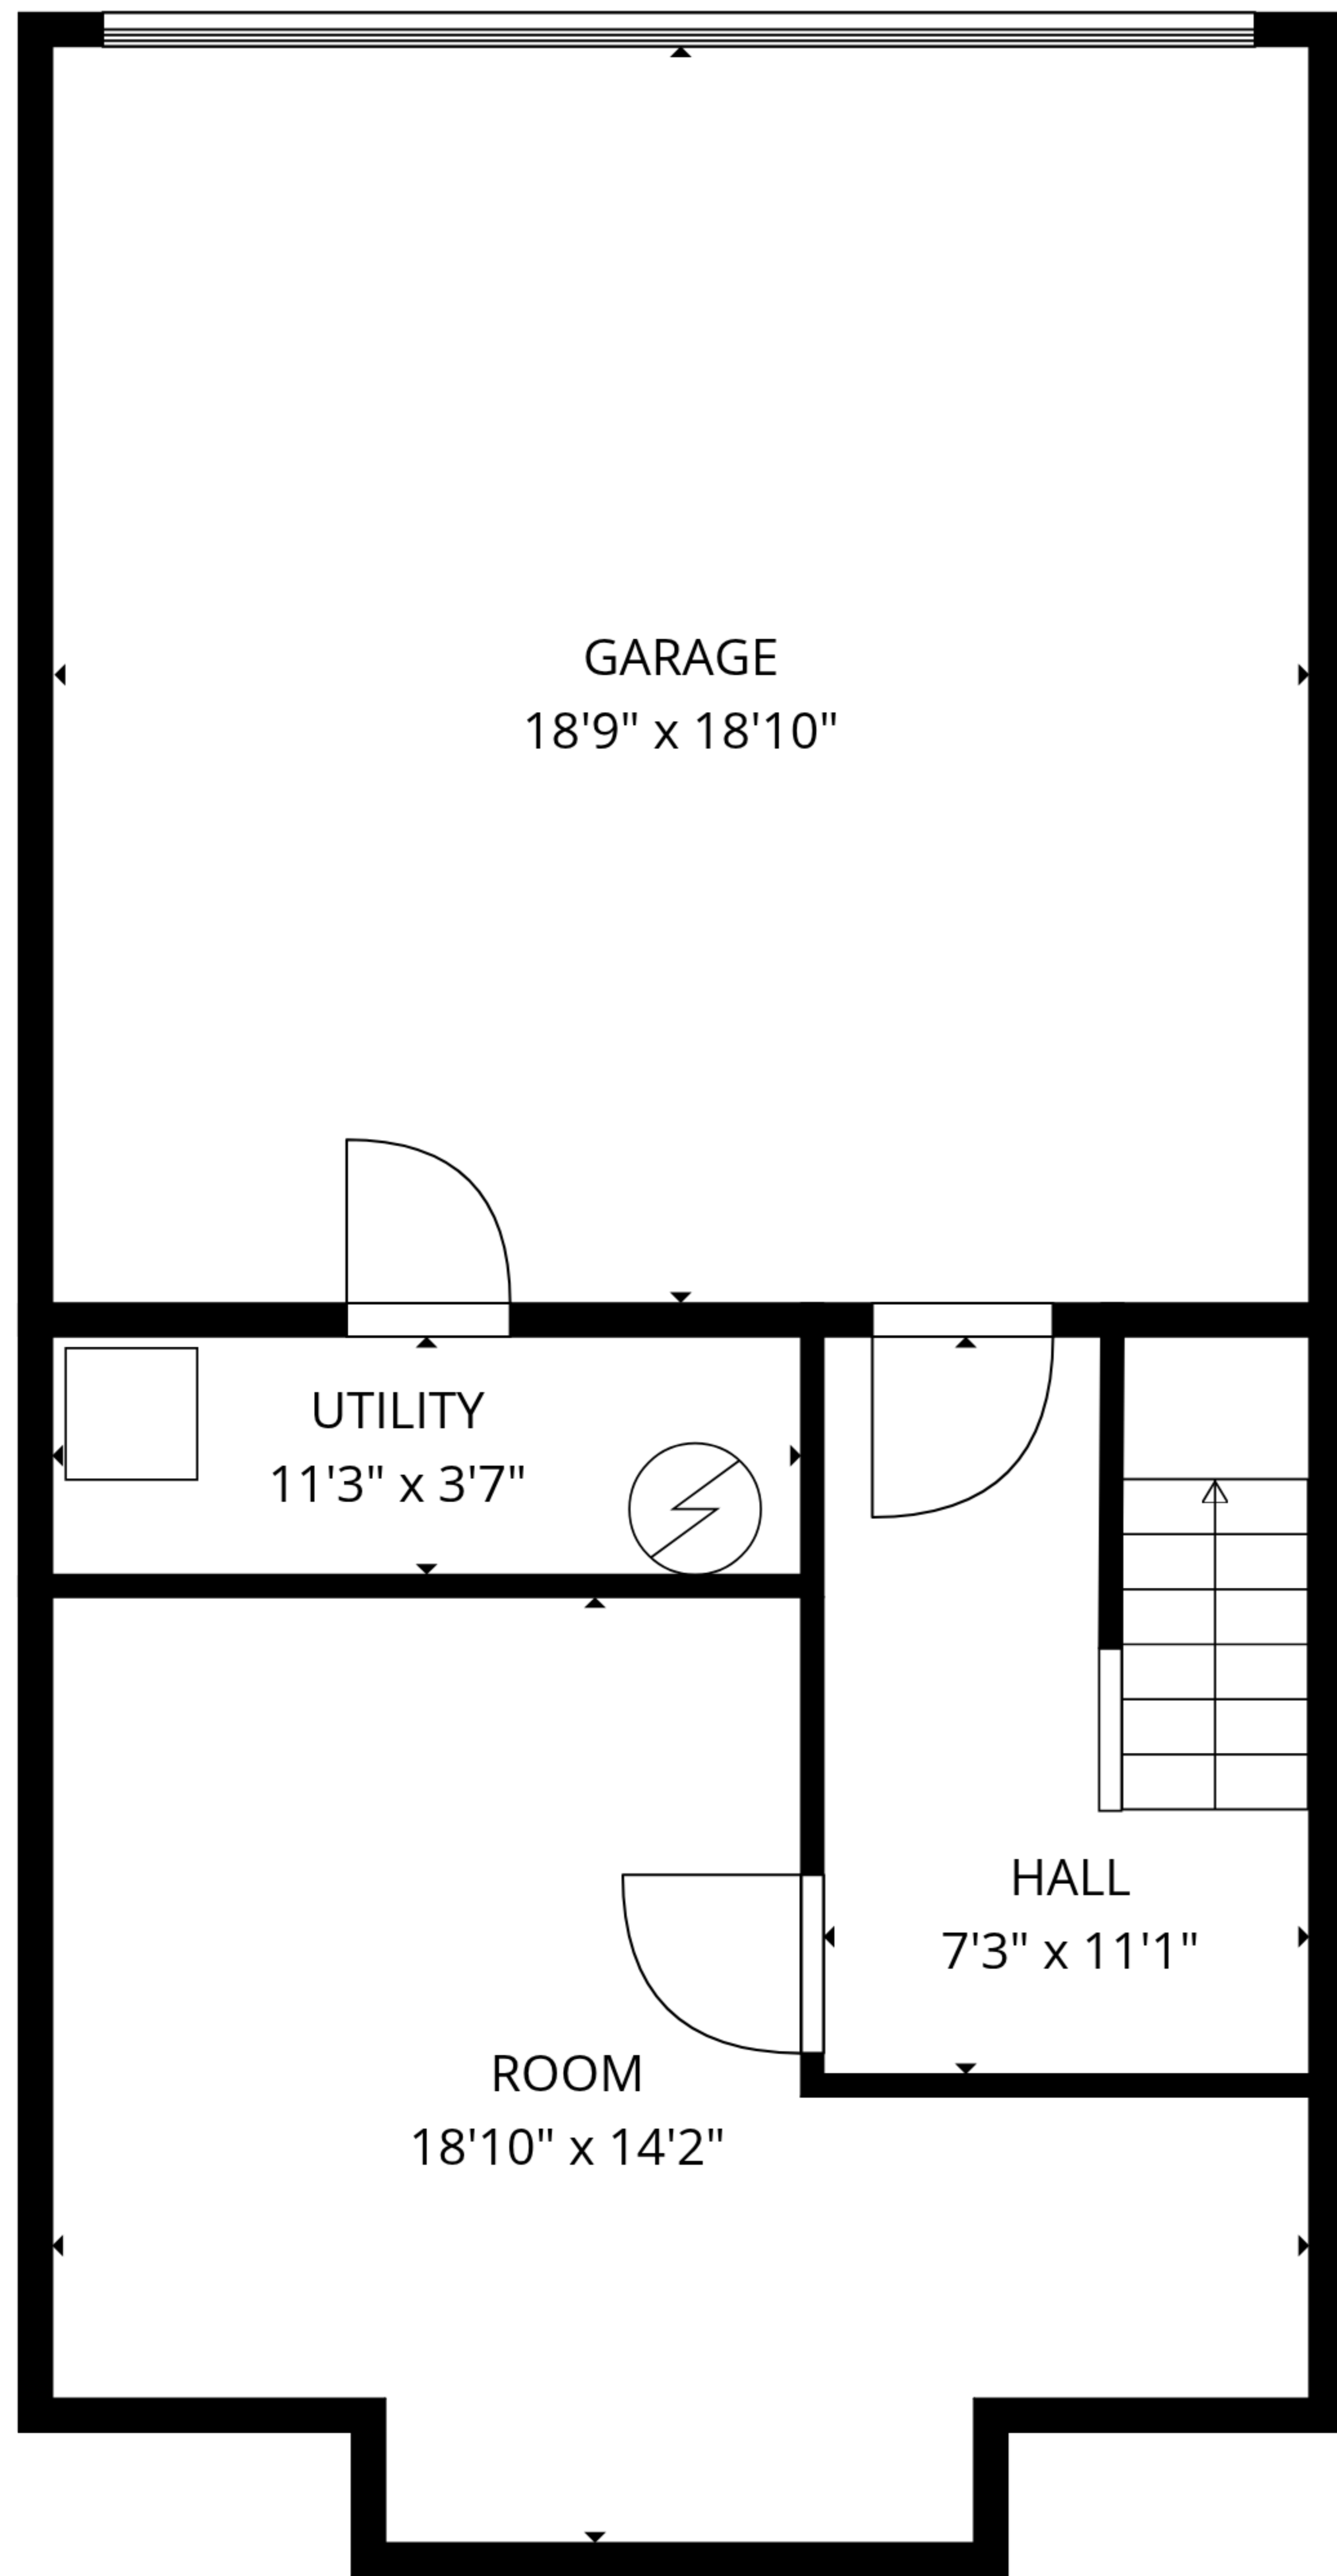 GARAGE
18'9" x 18'10"
UTILITY
11'3" x 3'7"
HALL
7'3" x 11'1"
ROOM
18'10" x 14'2"